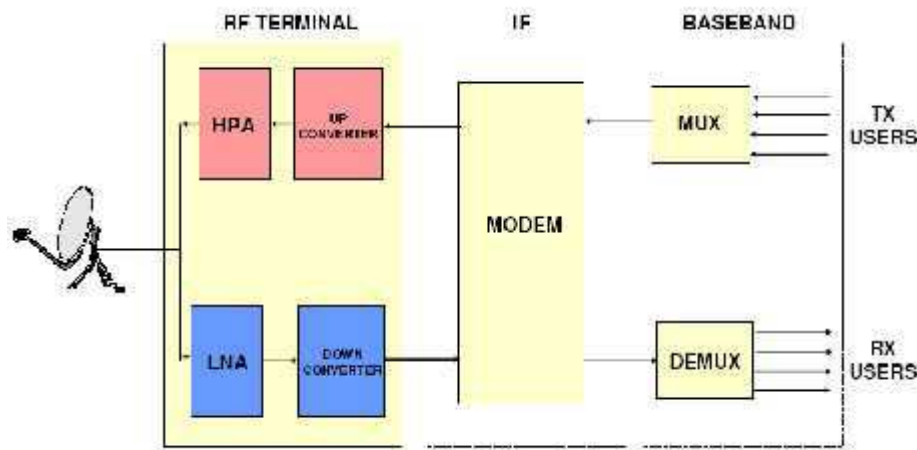 RF TERMINAL
IF
BASEBAND
HPA
UP
CONVERTER
MUX
TX
USERS
MODEM
LNA
DOWN
CONVERTER
DEMUX
RX
USERS